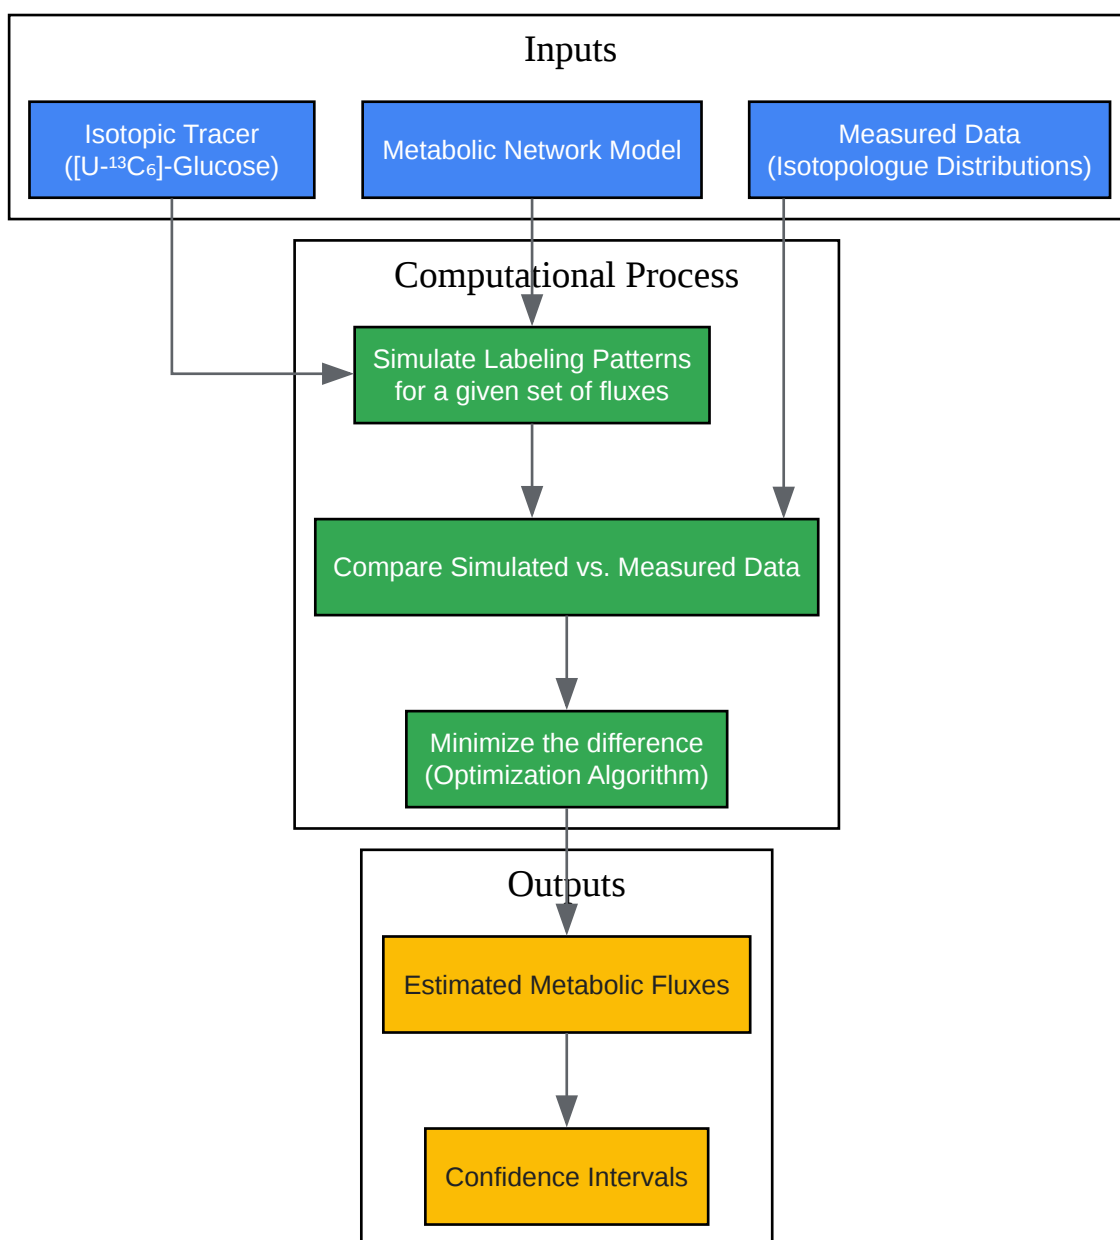 Inputs
Isotopic Tracer
([U-¹³C₆]-Glucose)
Metabolic Network Model
Measured Data
(Isotopologue Distributions)
Computational Process
Simulate Labeling Patterns
for a given set of fluxes
Compare Simulated vs. Measured Data
Minimize the difference
(Optimization Algorithm)
Outputs
Estimated Metabolic Fluxes
Confidence Intervals